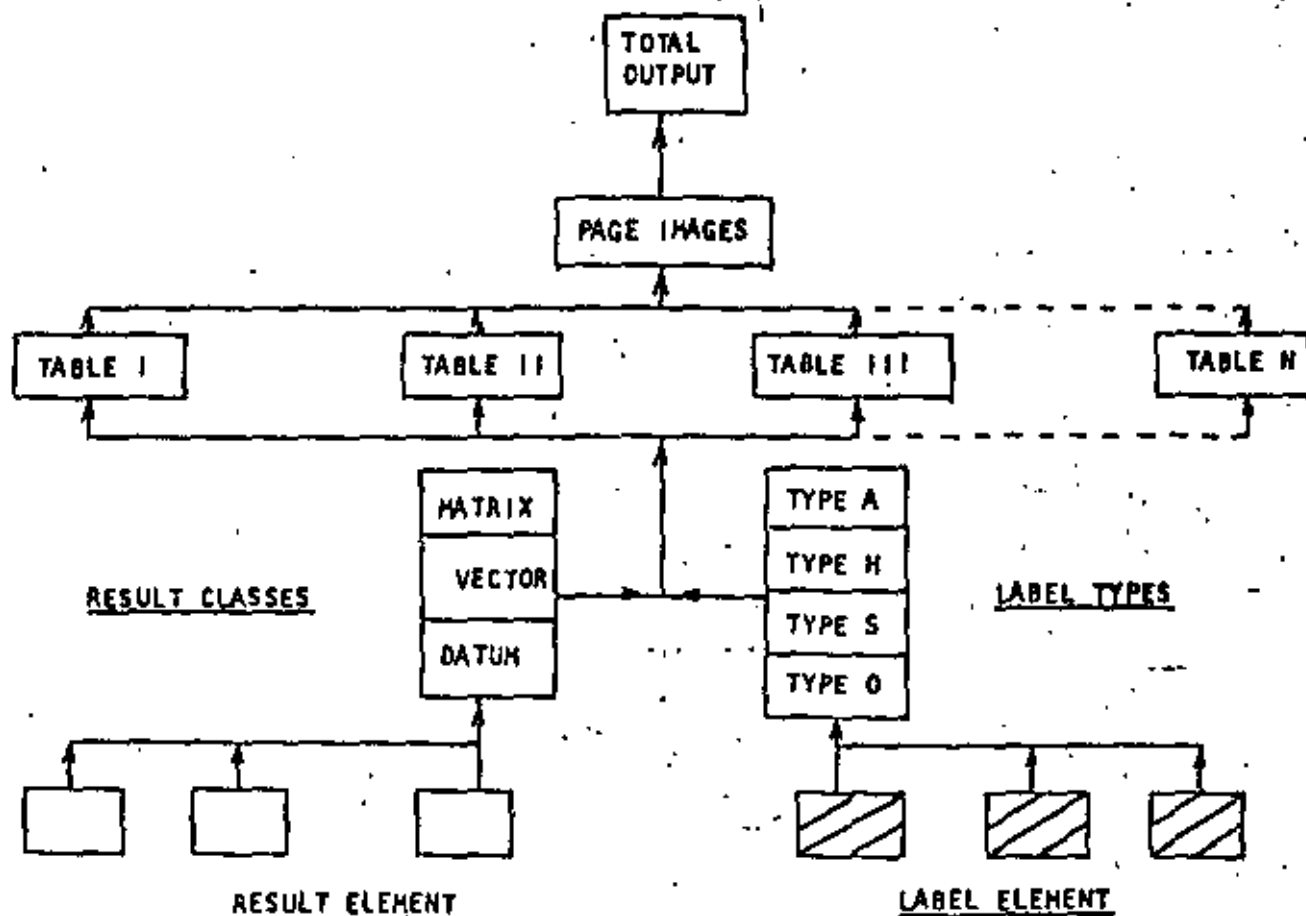 TOTAL
OUTPUT
PAGE IMAGES
TABLE I
TABLE II
TABLE III
TABLE N
MATRIX
VECTOR
DATUM
TYPE A
TYPE H
TYPE S
TYPE O
RESULT CLASSES
LABEL TYPES
RESULT ELEMENT
LABEL ELEMENT